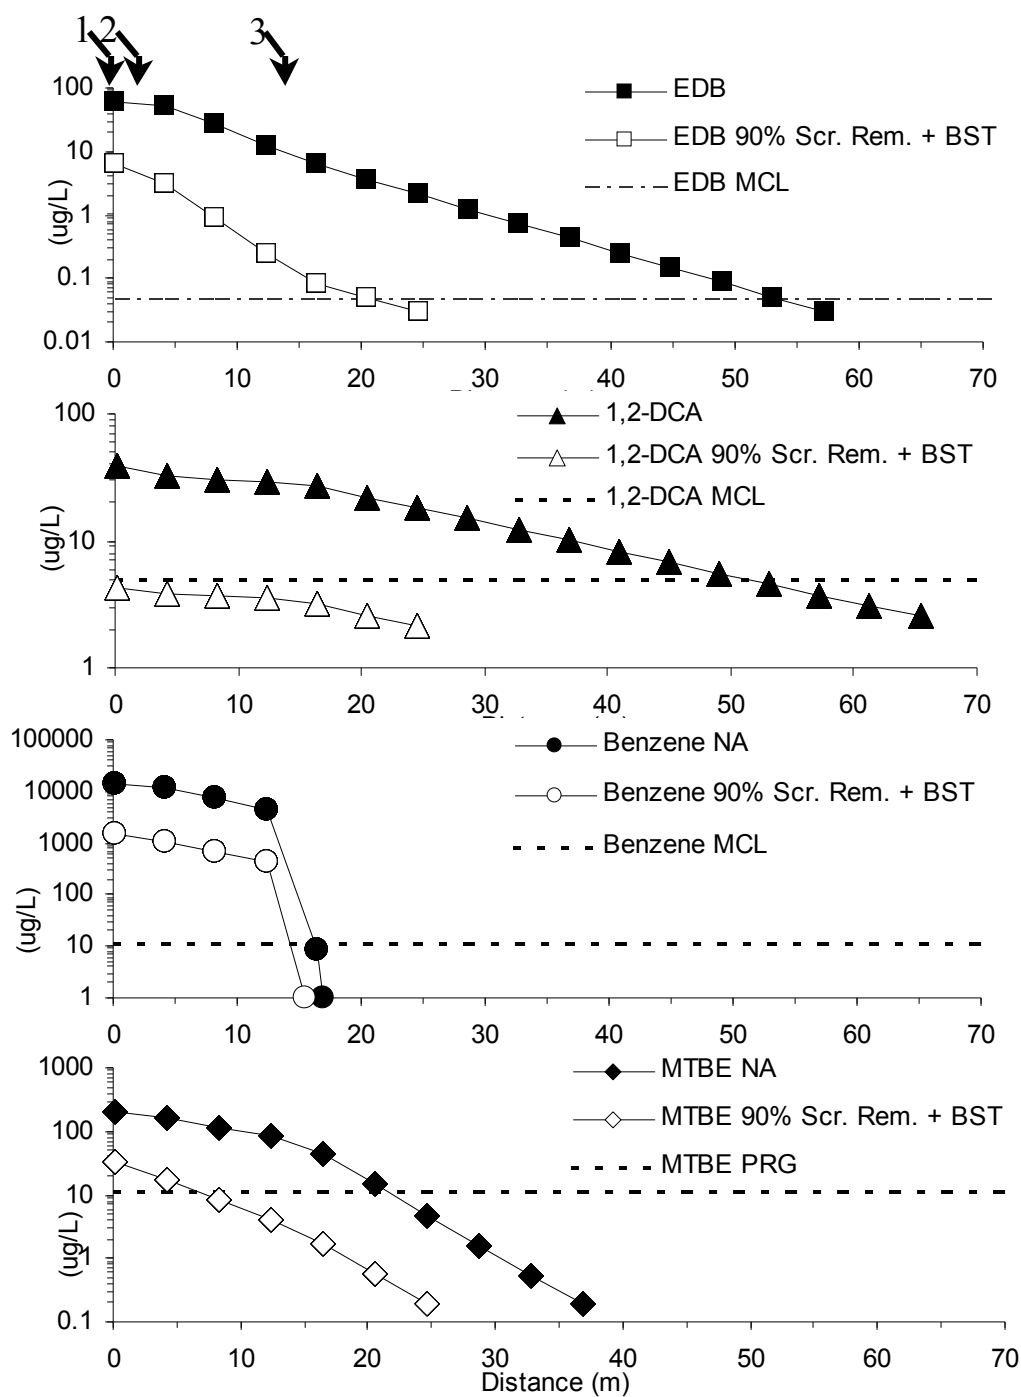 1 2 3
100
10
1
0.1
0.01
(ug/L)
EDB
EDB 90% Scr. Rem. + BST
EDB MCL
0 10 20 30 40 50 60 70
100
10
1
(ug/L)
1,2-DCA
1,2-DCA 90% Scr. Rem. + BST
1,2-DCA MCL
0 10 20 30 40 50 60 70
100000
10000
1000
100
10
1
(ug/L)
Benzene NA
Benzene 90% Scr. Rem. + BST
Benzene MCL
0 10 20 30 40 50 60 70
1000
100
10
1
0.1
(ug/L)
MTBE NA
MTBE 90% Scr. Rem. + BST
MTBE PRG
0 10 20 30 40 50 60 70
Distance (m)